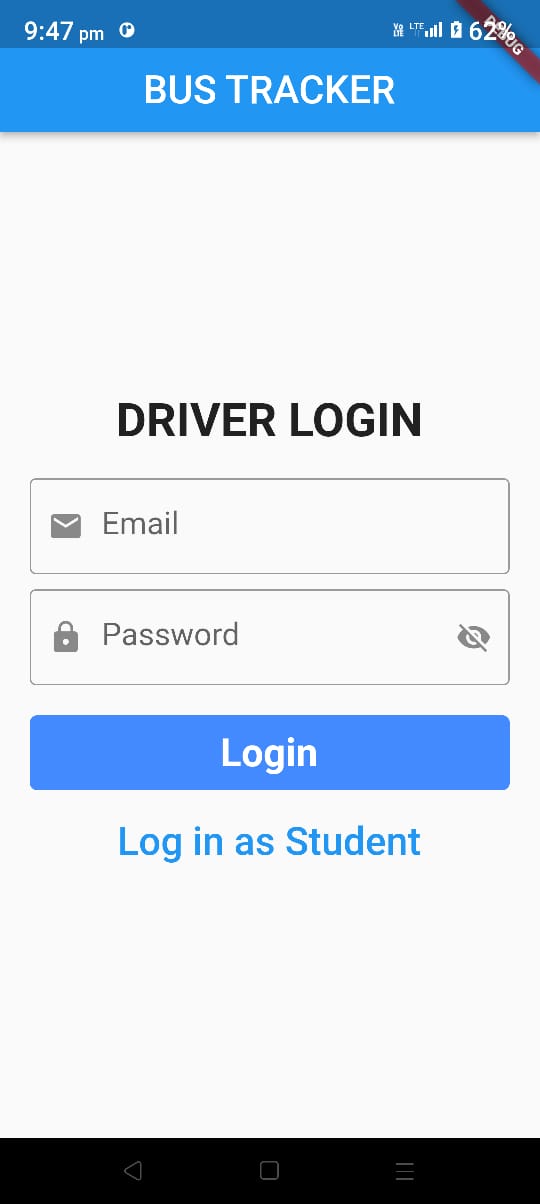 9:47 pm
Vo LTE LTE 62%
DEBUG
BUS TRACKER
DRIVER LOGIN
Email
Password
Login
Log in as Student